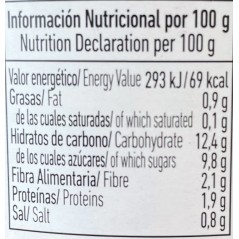 Información Nutricional por 100 g
Nutrition Declaration per 100 g
Valor energético/ Energy Value 293 kJ/69 kcal
Grasas/ Fat 0,9 g
de las cuales saturadas/ of which saturated 0,1 g
Hidratos de carbono/ Carbohydrate 12,4 g
de los cuales azúcares/ of which sugars 9,8 g
Fibra Alimentaria/ Fibre 2,1 g
Proteínas/ Proteins 1,9 g
Sal/ Salt 0,8 g